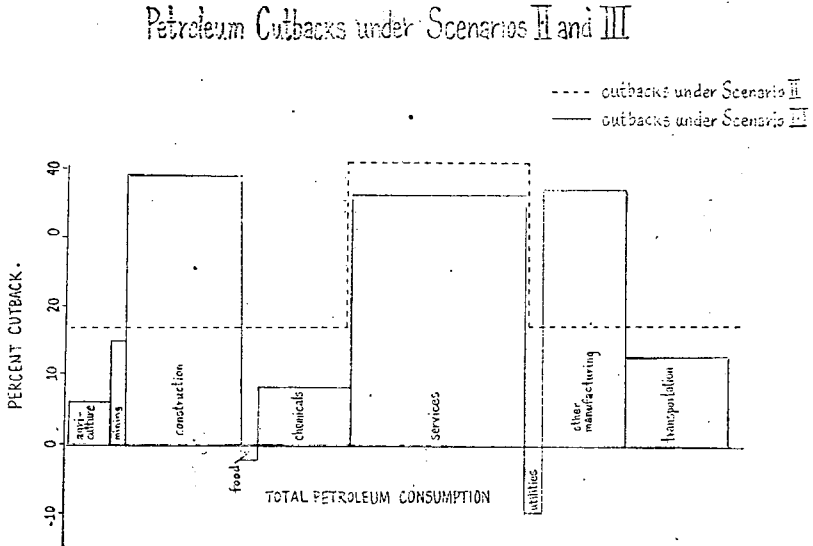 Petroleum Cutbacks under Scenarios II and III
cutbacks under Scenario II
cutbacks under Scenario III
PERCENT CUTBACK.
40
0
20
10
0
-10
agri-
culture
mining
construction
food
chemicals
services
utilities
other
manufacturing
transportation
TOTAL PETROLEUM CONSUMPTION